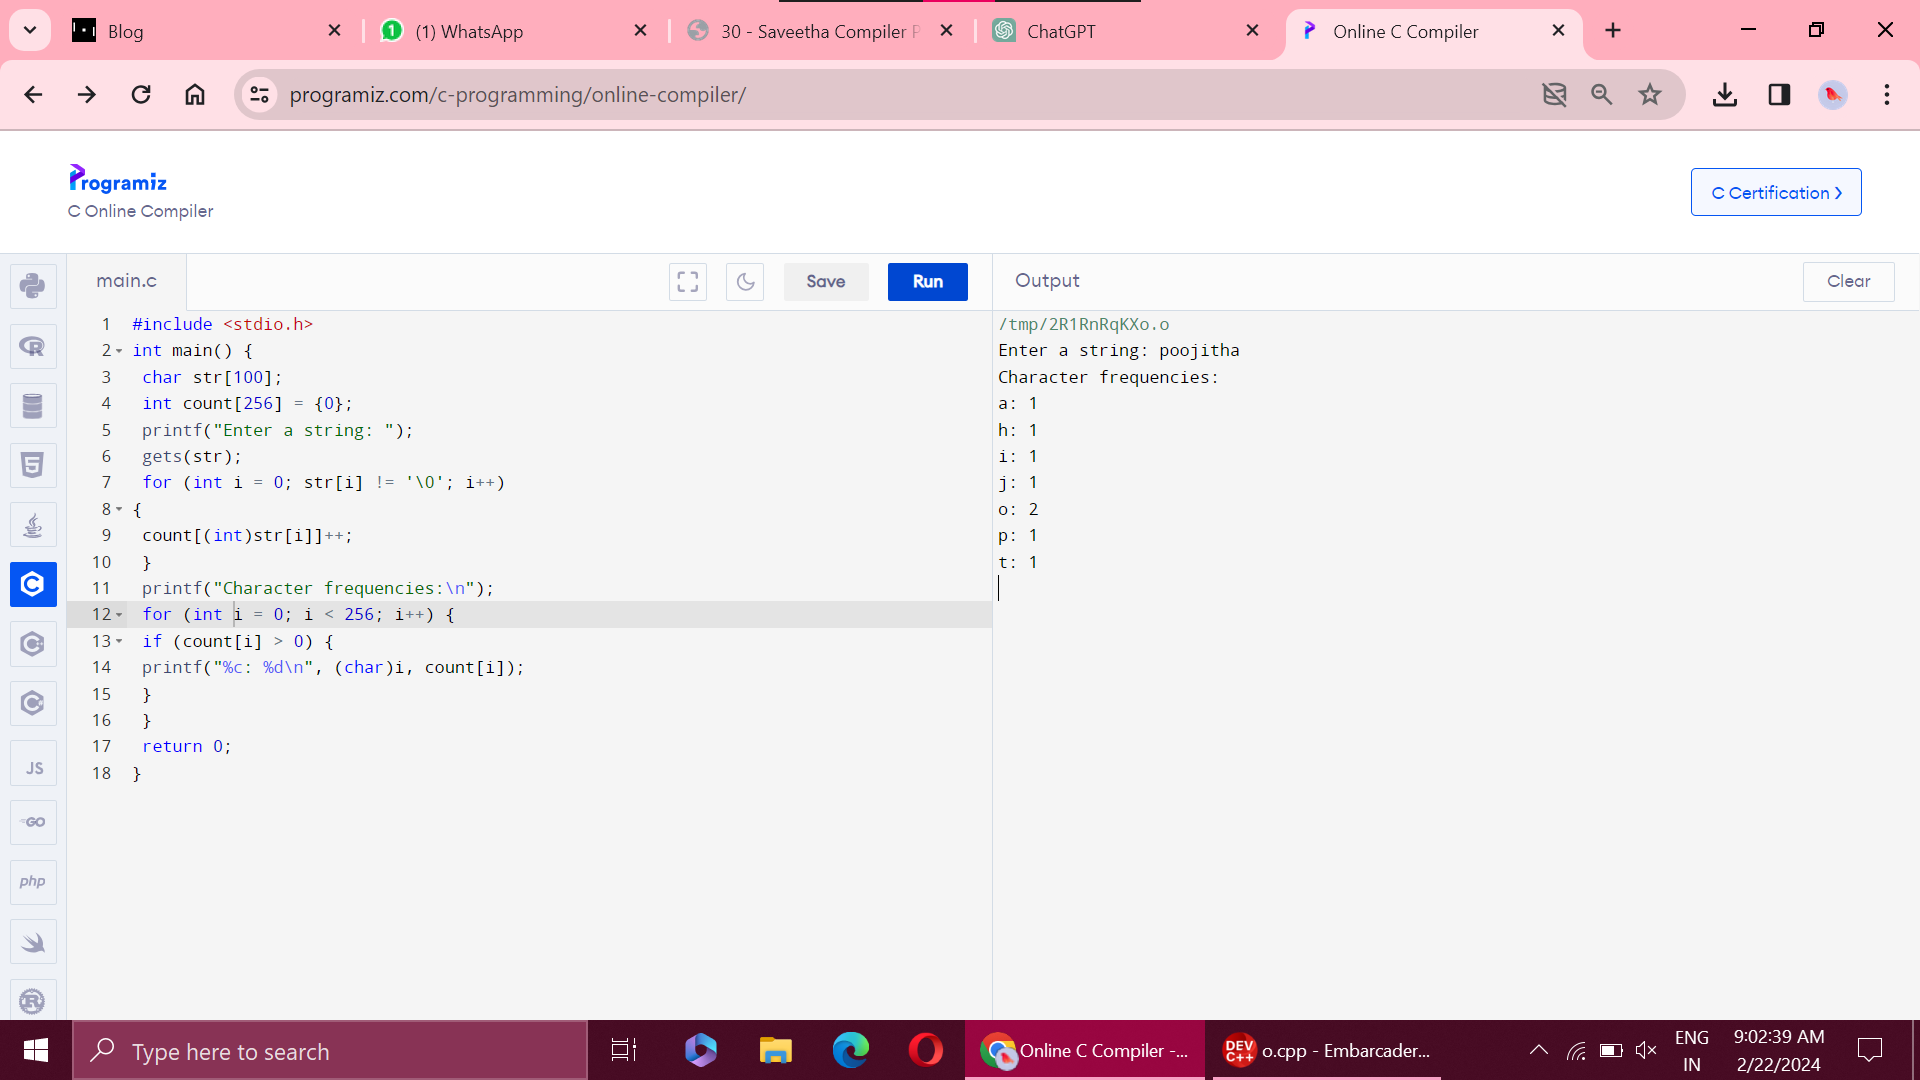 Blog
(1) WhatsApp
30 - Saveetha Compiler
ChatGPT
Online C Compiler
programiz.com/c-programming/online-compiler/
Programiz
C Online Compiler
C Certification >
main.c
Save
Run
Output
Clear
1 #include <stdio.h>
2 int main() {
3 char str[100];
4 int count[256] = {0};
5 printf("Enter a string: ");
6 gets(str);
7 for (int i = 0; str[i] != '\0'; i++)
8 {
9 count[(int)str[i]]++;
10 }
11 printf("Character frequencies:\n");
12 for (int i = 0; i < 256; i++) {
13 if (count[i] > 0) {
14 printf("%c: %d\n", (char)i, count[i]);
15 }
16 }
17 return 0;
18 }
/tmp/2R1RnRqKXo.o
Enter a string: poojitha
Character frequencies:
a: 1
h: 1
i: 1
j: 1
o: 2
p: 1
t: 1
JS
GO
php
Type here to search
Online C Compiler -...
DEV C++
o.cpp - Embarcader...
ENG
IN
9:02:39 AM
2/22/2024